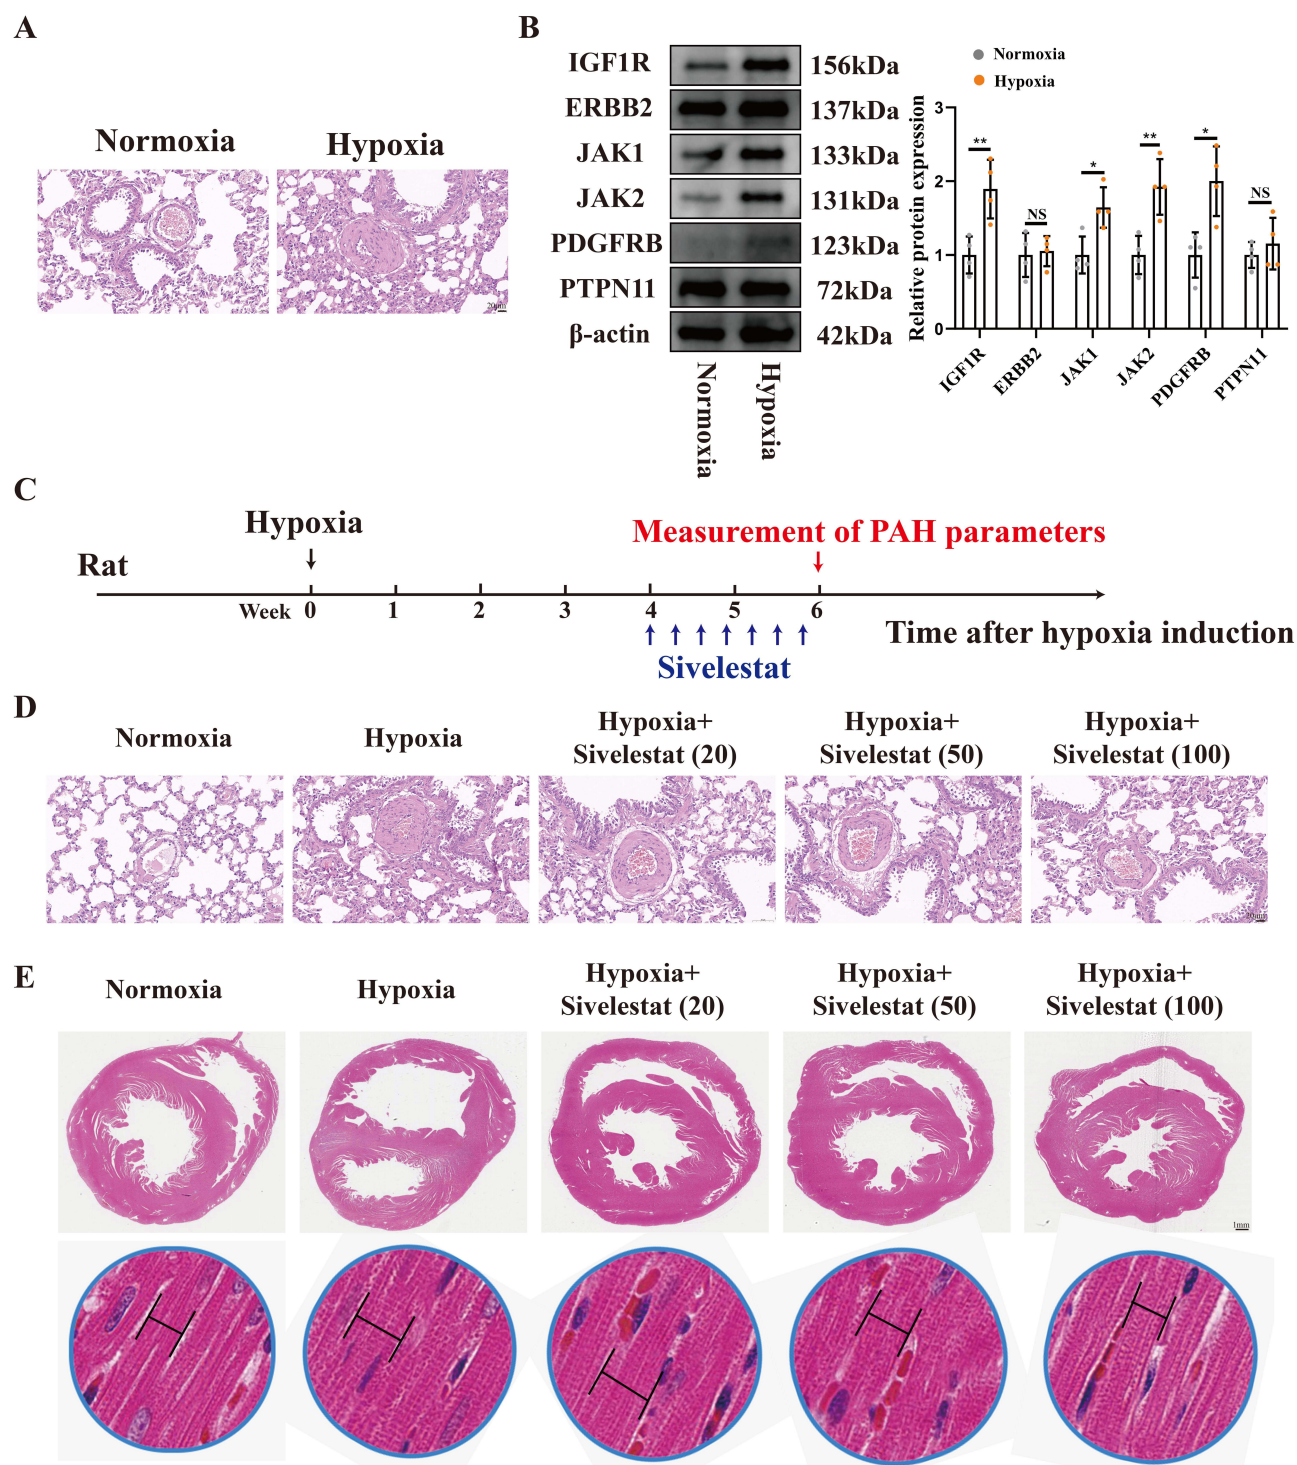 A
Normoxia
Hypoxia
20μm
B
IGF1R
156kDa
ERBB2
137kDa
JAK1
133kDa
JAK2
131kDa
PDGFRB
123kDa
PTPN11
72kDa
β-actin
42kDa
Normoxia
Hypoxia
Normoxia
Hypoxia
Relative protein expression
3
2
1
0
**
NS
*
**
*
NS
IGF1R
ERBB2
JAK1
JAK2
PDGFRB
PTPN11
C
Hypoxia
Measurement of PAH parameters
Rat
Week 0 1 2 3 4 5 6
Time after hypoxia induction
Sivelestat
D
Normoxia
Hypoxia
Hypoxia+
Sivelestat (20)
Hypoxia+
Sivelestat (50)
Hypoxia+
Sivelestat (100)
20μm
E
Normoxia
Hypoxia
Hypoxia+
Sivelestat (20)
Hypoxia+
Sivelestat (50)
Hypoxia+
Sivelestat (100)
1mm